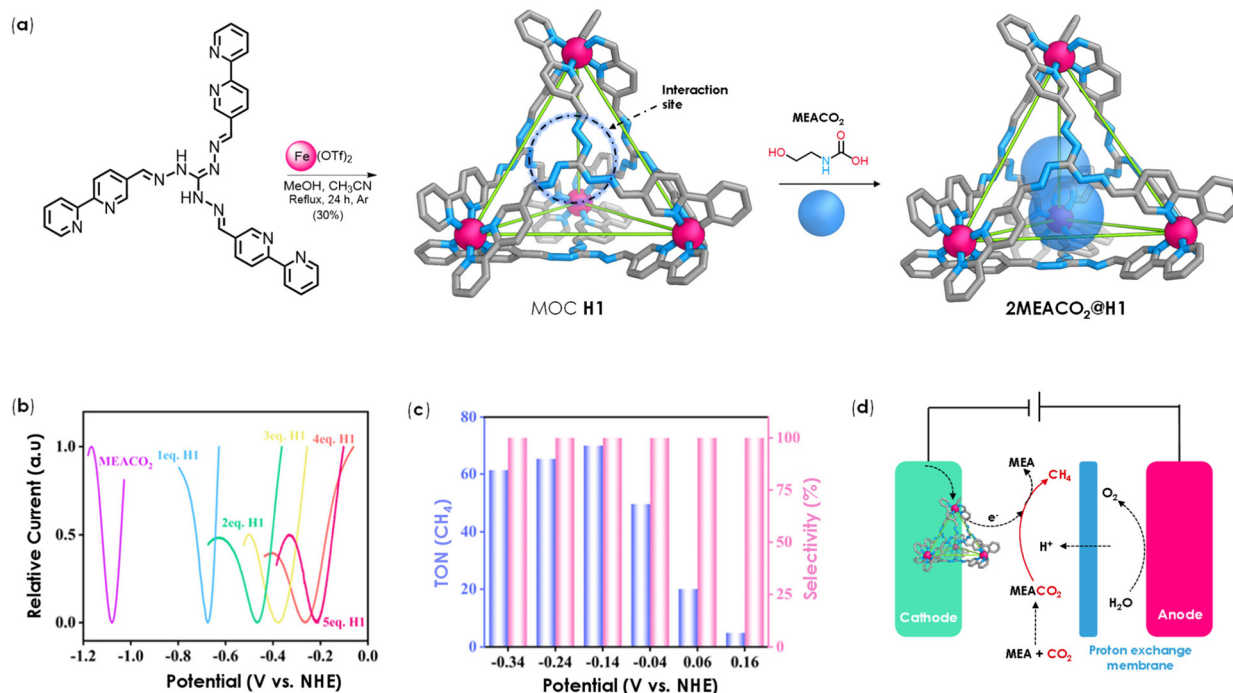 (a)
N
N
N
N
N
H
N
N
HN
N
N
N
N
N
Fe (OTf)2
MeOH, CH3CN
Reflux, 24 h, Ar
(30%)
Interaction
site
MOC H1
MEACO2
HO
N
H
O
OH
2MEACO2@H1
(b)
Relative Current (a.u)
1.0
0.5
0.0
MEACO2
1eq. H1
2eq. H1
3eq. H1
4eq. H1
5eq. H1
-1.2
-1.0
-0.8
-0.6
-0.4
-0.2
0.0
Potential (V vs. NHE)
(c)
TON (CH4)
80
60
40
20
0
-0.34
-0.24
-0.14
-0.04
0.06
0.16
Potential (V vs. NHE)
100
75
50
25
0
Selectivity (%)
(d)
MEA
CH4
e-
O2
H+
MEACO2
H2O
Cathode
Anode
MEA + CO2
Proton exchange
membrane